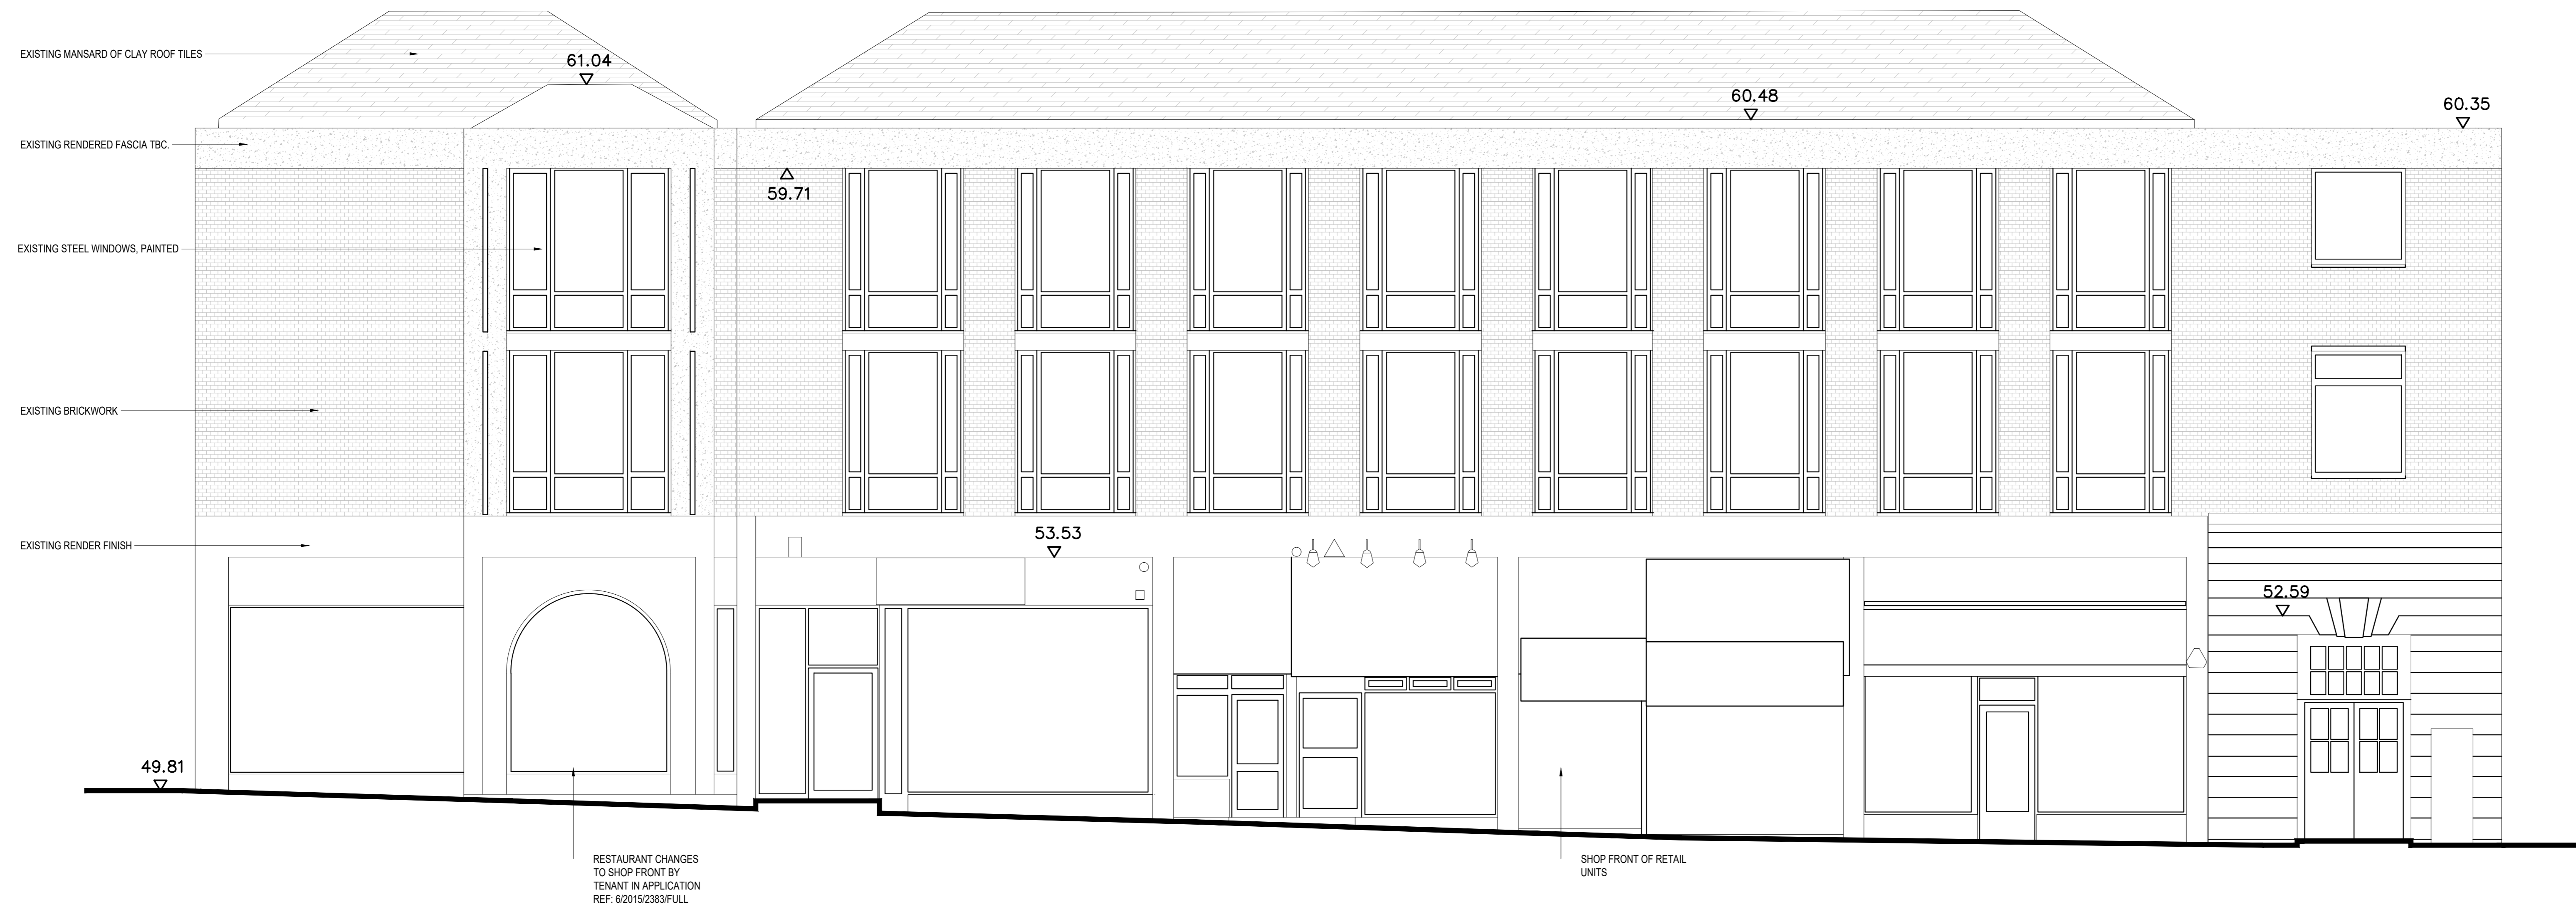 EXISTING MANSARD OF CLAY ROOF TILES
61.04
60.48
60.35
EXISTING RENDERED FASCIA TBC.
59.71
EXISTING STEEL WINDOWS, PAINTED
EXISTING BRICKWORK
53.53
EXISTING RENDER FINISH
52.59
49.81
RESTAURANT CHANGES
TO SHOP FRONT BY
TENANT IN APPLICATION
REF: 6/2015/2383/FULL
SHOP FRONT OF RETAIL
UNITS